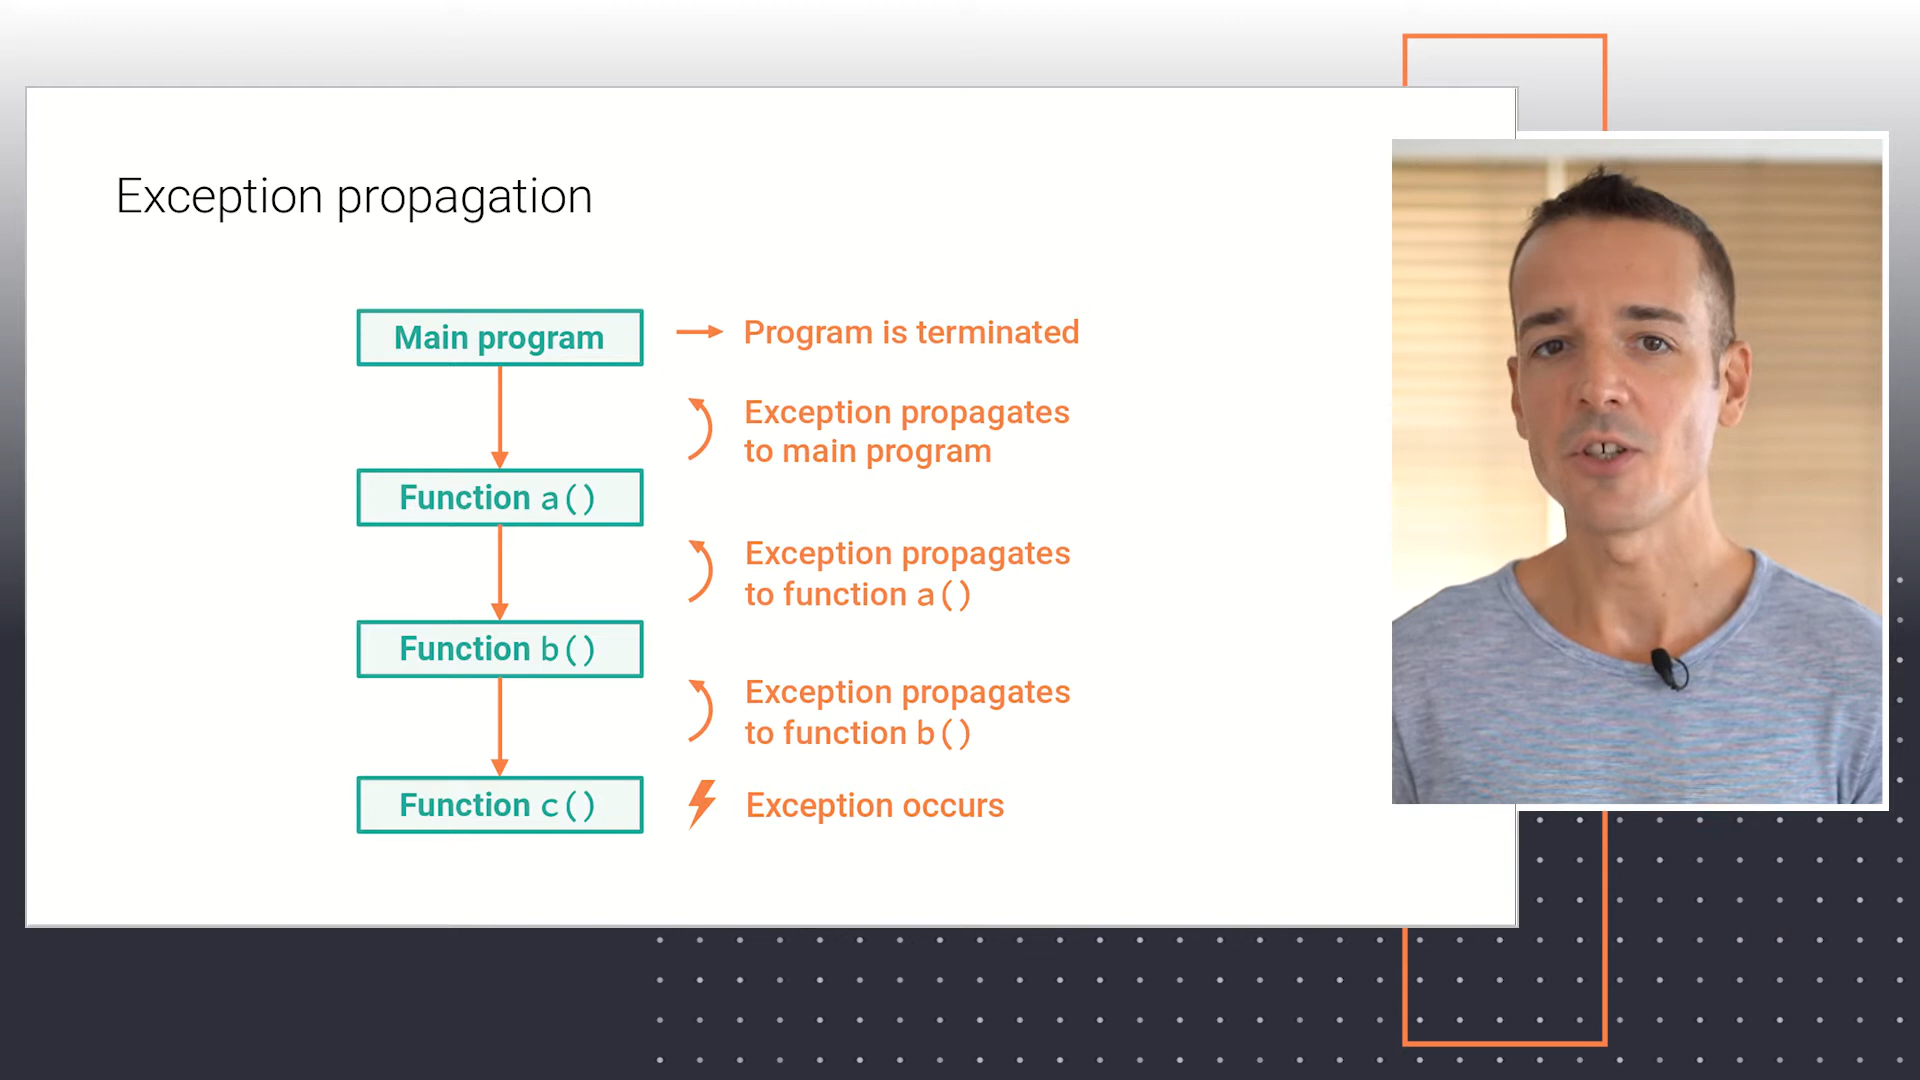 Exception propagation
Main program
Program is terminated
Exception propagates
to main program
Function a()
Exception propagates
to function a()
Function b()
Exception propagates
to function b()
Function c()
Exception occurs